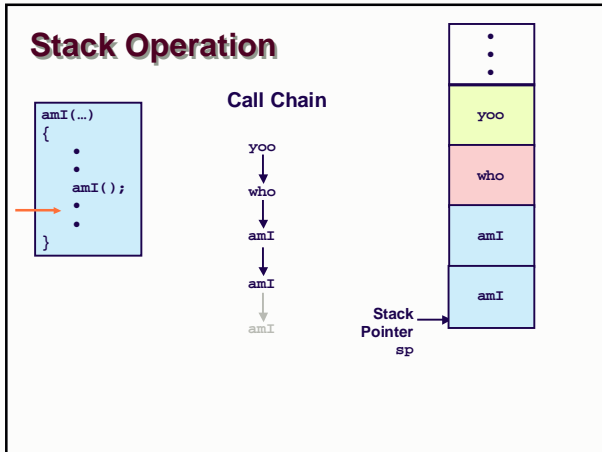 Stack Operation
amI(…)
{
•
•
amI();
•
•
}
Call Chain
yoo
who
amI
amI
amI
•
•
•
yoo
who
amI
amI
Stack
Pointer
sp